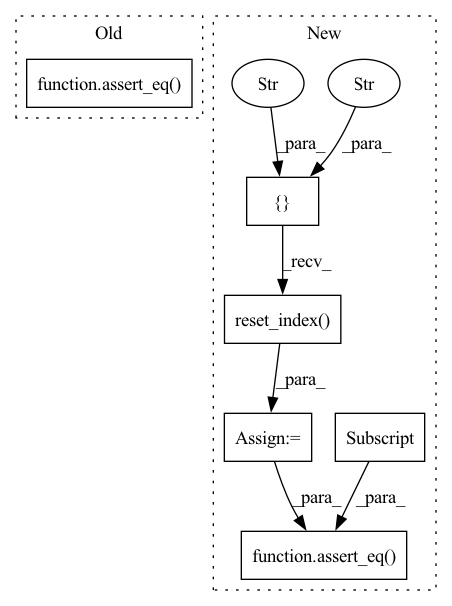 Old
New
function.assert_eq()
Str
Str
_para_
_para_
{}
_recv_
reset_index()
_para_
Assign:=
Subscript
_para_
_para_
function.assert_eq()